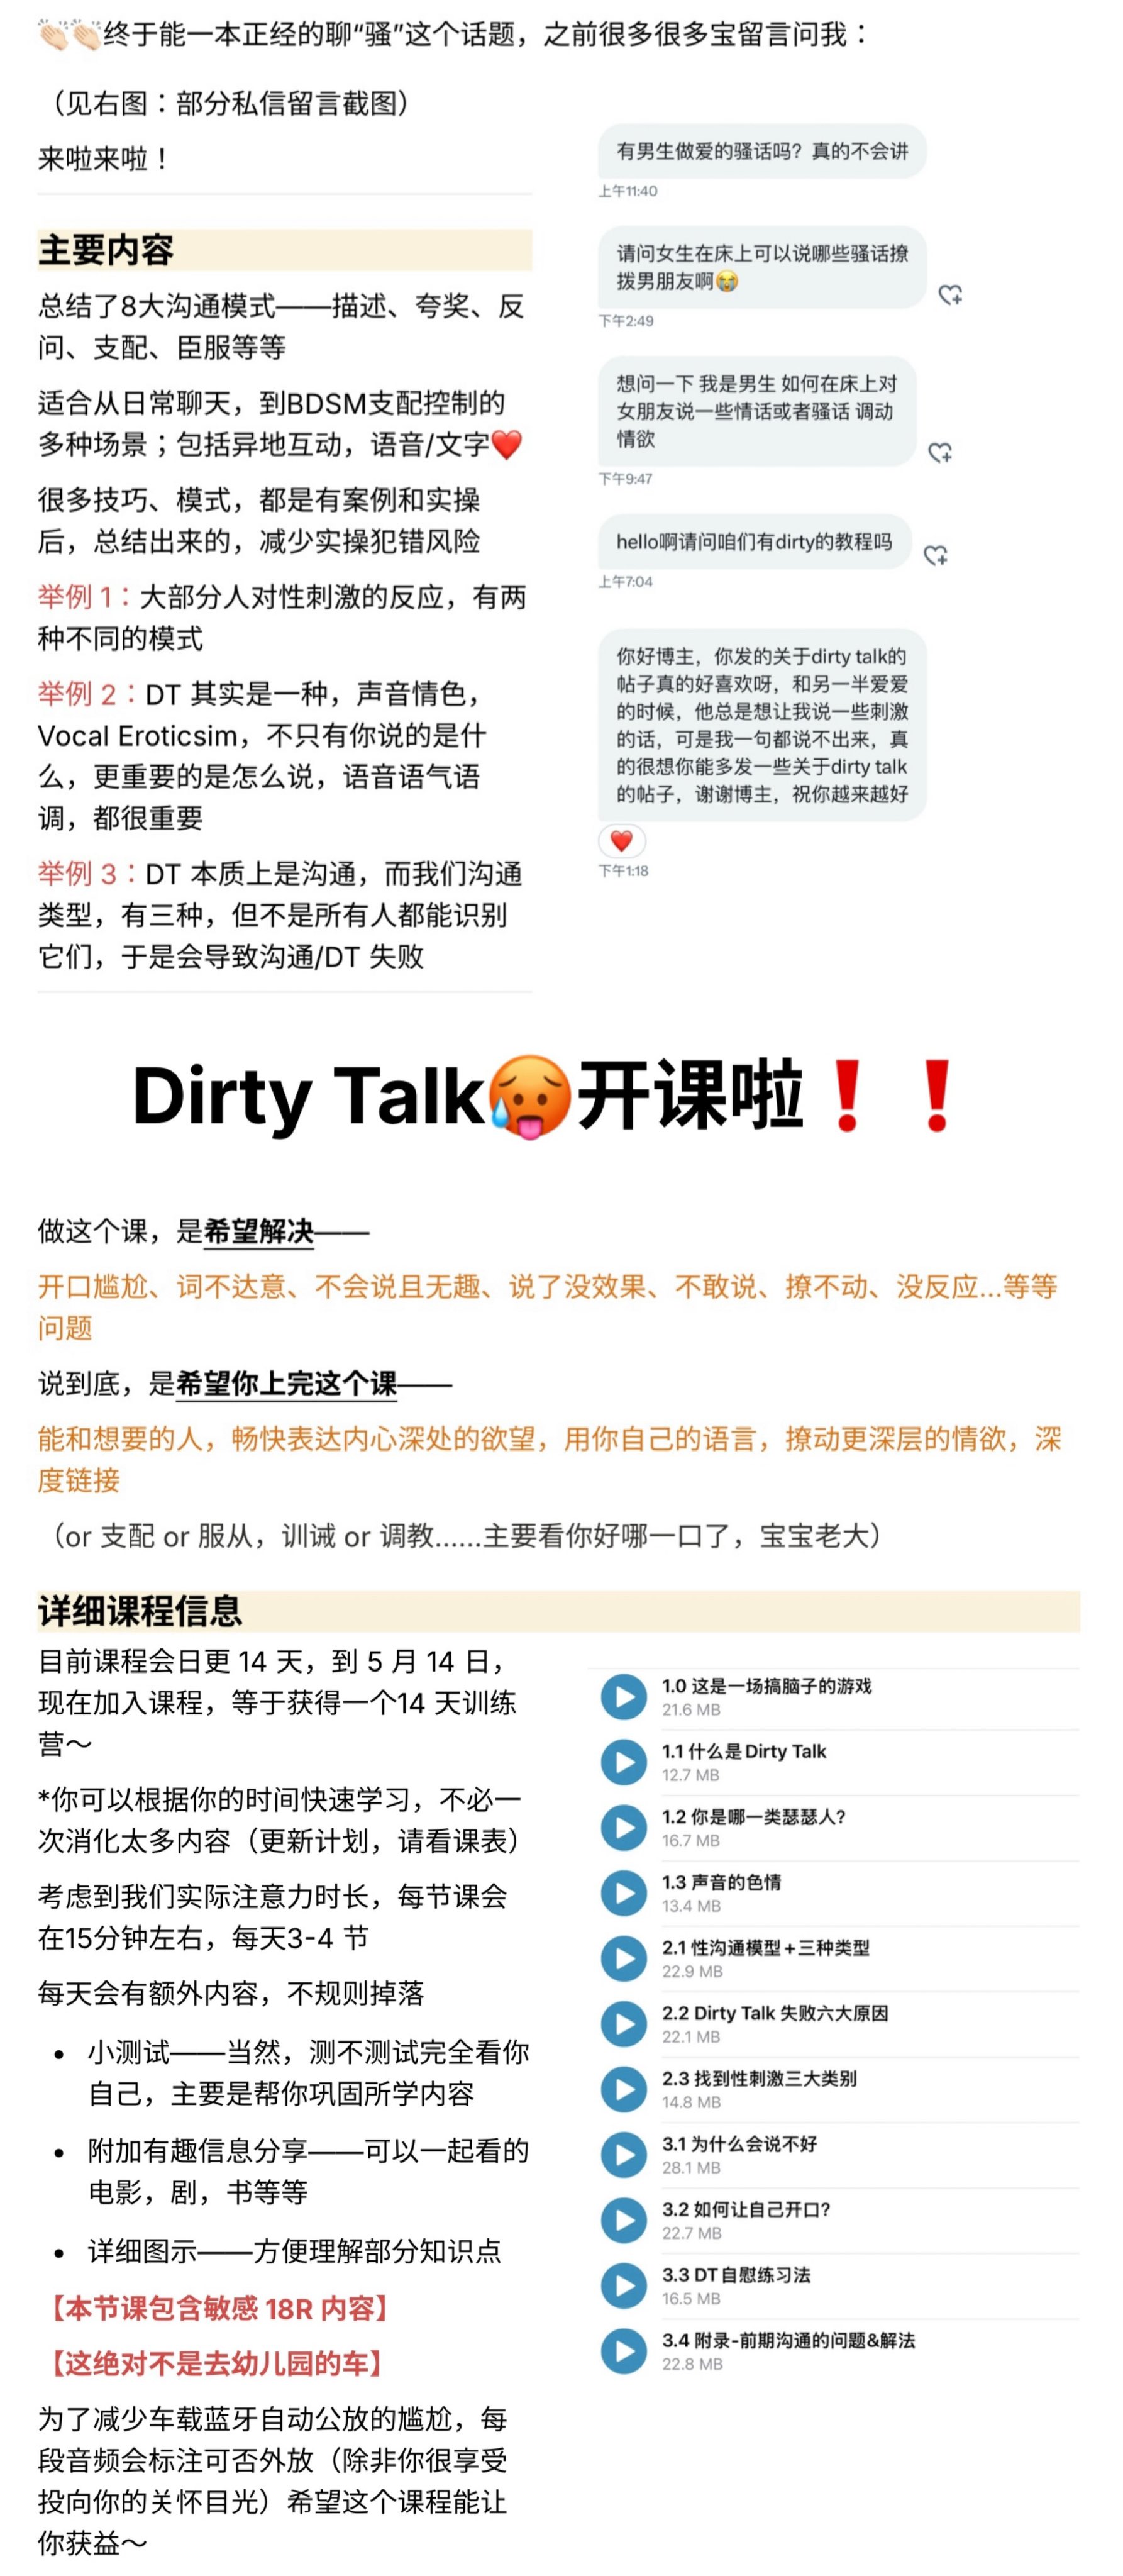 👏🏻👏🏻终于能一本正经的聊“骚”这个话题，之前很多很多宝留言问我：
（见右图：部分私信留言截图）
来啦来啦！
主要内容
总结了8大沟通模式——描述、夸奖、反
问、支配、臣服等等
适合从日常聊天，到BDSM支配控制的
多种场景；包括异地互动，语音/文字❤️
很多技巧、模式，都是有案例和实操
后，总结出来的，减少实操犯错风险
举例 1：大部分人对性刺激的反应，有两
种不同的模式
举例 2：DT 其实是一种，声音情色，
Vocal Eroticsim，不只有你说的是什
么，更重要的是怎么说，语音语气语
调，都很重要
举例 3：DT 本质上是沟通，而我们沟通
类型，有三种，但不是所有人都能识别
它们，于是会导致沟通/DT 失败
有男生做爱的骚话吗？真的不会讲
上午11:40
请问女生在床上可以说哪些骚话撩
拨男朋友啊😭
下午2:49
想问一下 我是男生 如何在床上对
女朋友说一些情话或者骚话 调动
情欲
下午9:47
hello啊请问咱们有dirty的教程吗
上午7:04
你好博主，你发的关于dirty talk的
帖子真的好喜欢呀，和另一半爱爱
的时候，他总是想让我说一些刺激
的话，可是我一句都说不出来，真
的很想你能多发一些关于dirty talk
的帖子，谢谢博主，祝你越来越好
❤️
下午1:18
Dirty Talk🥵开课啦❗❗
做这个课，是希望解决——
开口尴尬、词不达意、不会说且无趣、说了没效果、不敢说、撩不动、没反应...等等
问题
说到底，是希望你上完这个课——
能和想要的人，畅快表达内心深处的欲望，用你自己的语言，撩动更深层的情欲，深
度链接
（or 支配 or 服从，训诫 or 调教......主要看你好哪一口了，宝宝老大）
详细课程信息
目前课程会日更 14 天，到 5 月 14 日，
现在加入课程，等于获得一个14 天训练
营～
*你可以根据你的时间快速学习，不必一
次消化太多内容（更新计划，请看课表）
考虑到我们实际注意力时长，每节课会
在15分钟左右，每天3-4 节
每天会有额外内容，不规则掉落
• 小测试——当然，测不测试完全看你
自己，主要是帮你巩固所学内容
• 附加有趣信息分享——可以一起看的
电影，剧，书等等
• 详细图示——方便理解部分知识点
【本节课包含敏感 18R 内容】
【这绝对不是去幼儿园的车】
为了减少车载蓝牙自动公放的尴尬，每
段音频会标注可否外放（除非你很享受
投向你的关怀目光）希望这个课程能让
你获益～
1.0 这是一场搞脑子的游戏
21.6 MB
1.1 什么是Dirty Talk
12.7 MB
1.2 你是哪一类瑟瑟人?
16.7 MB
1.3 声音的色情
13.4 MB
2.1 性沟通模型+三种类型
22.9 MB
2.2 Dirty Talk 失败六大原因
22.1 MB
2.3 找到性刺激三大类别
14.8 MB
3.1 为什么会说不好
28.1 MB
3.2 如何让自己开口?
22.7 MB
3.3 DT自慰练习法
16.5 MB
3.4 附录-前期沟通的问题&解法
22.8 MB